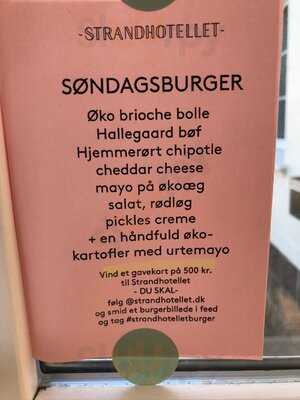 -STRANDHOTELLET-
SØNDAGSBURGER
Øko brioche bolle
Hallegaard bøf
Hjemmerørt chipotle
cheddar cheese
mayo på økoæg
salat, rødløg
pickles creme
+ en håndfuld øko-
kartofler med urtemayo
Vind et gavekort på 500 kr.
til Strandhotellet
- DU SKAL-
følg @strandhotellet.dk
og smid et burgerbillede i feed
og tag #strandhotelletburger